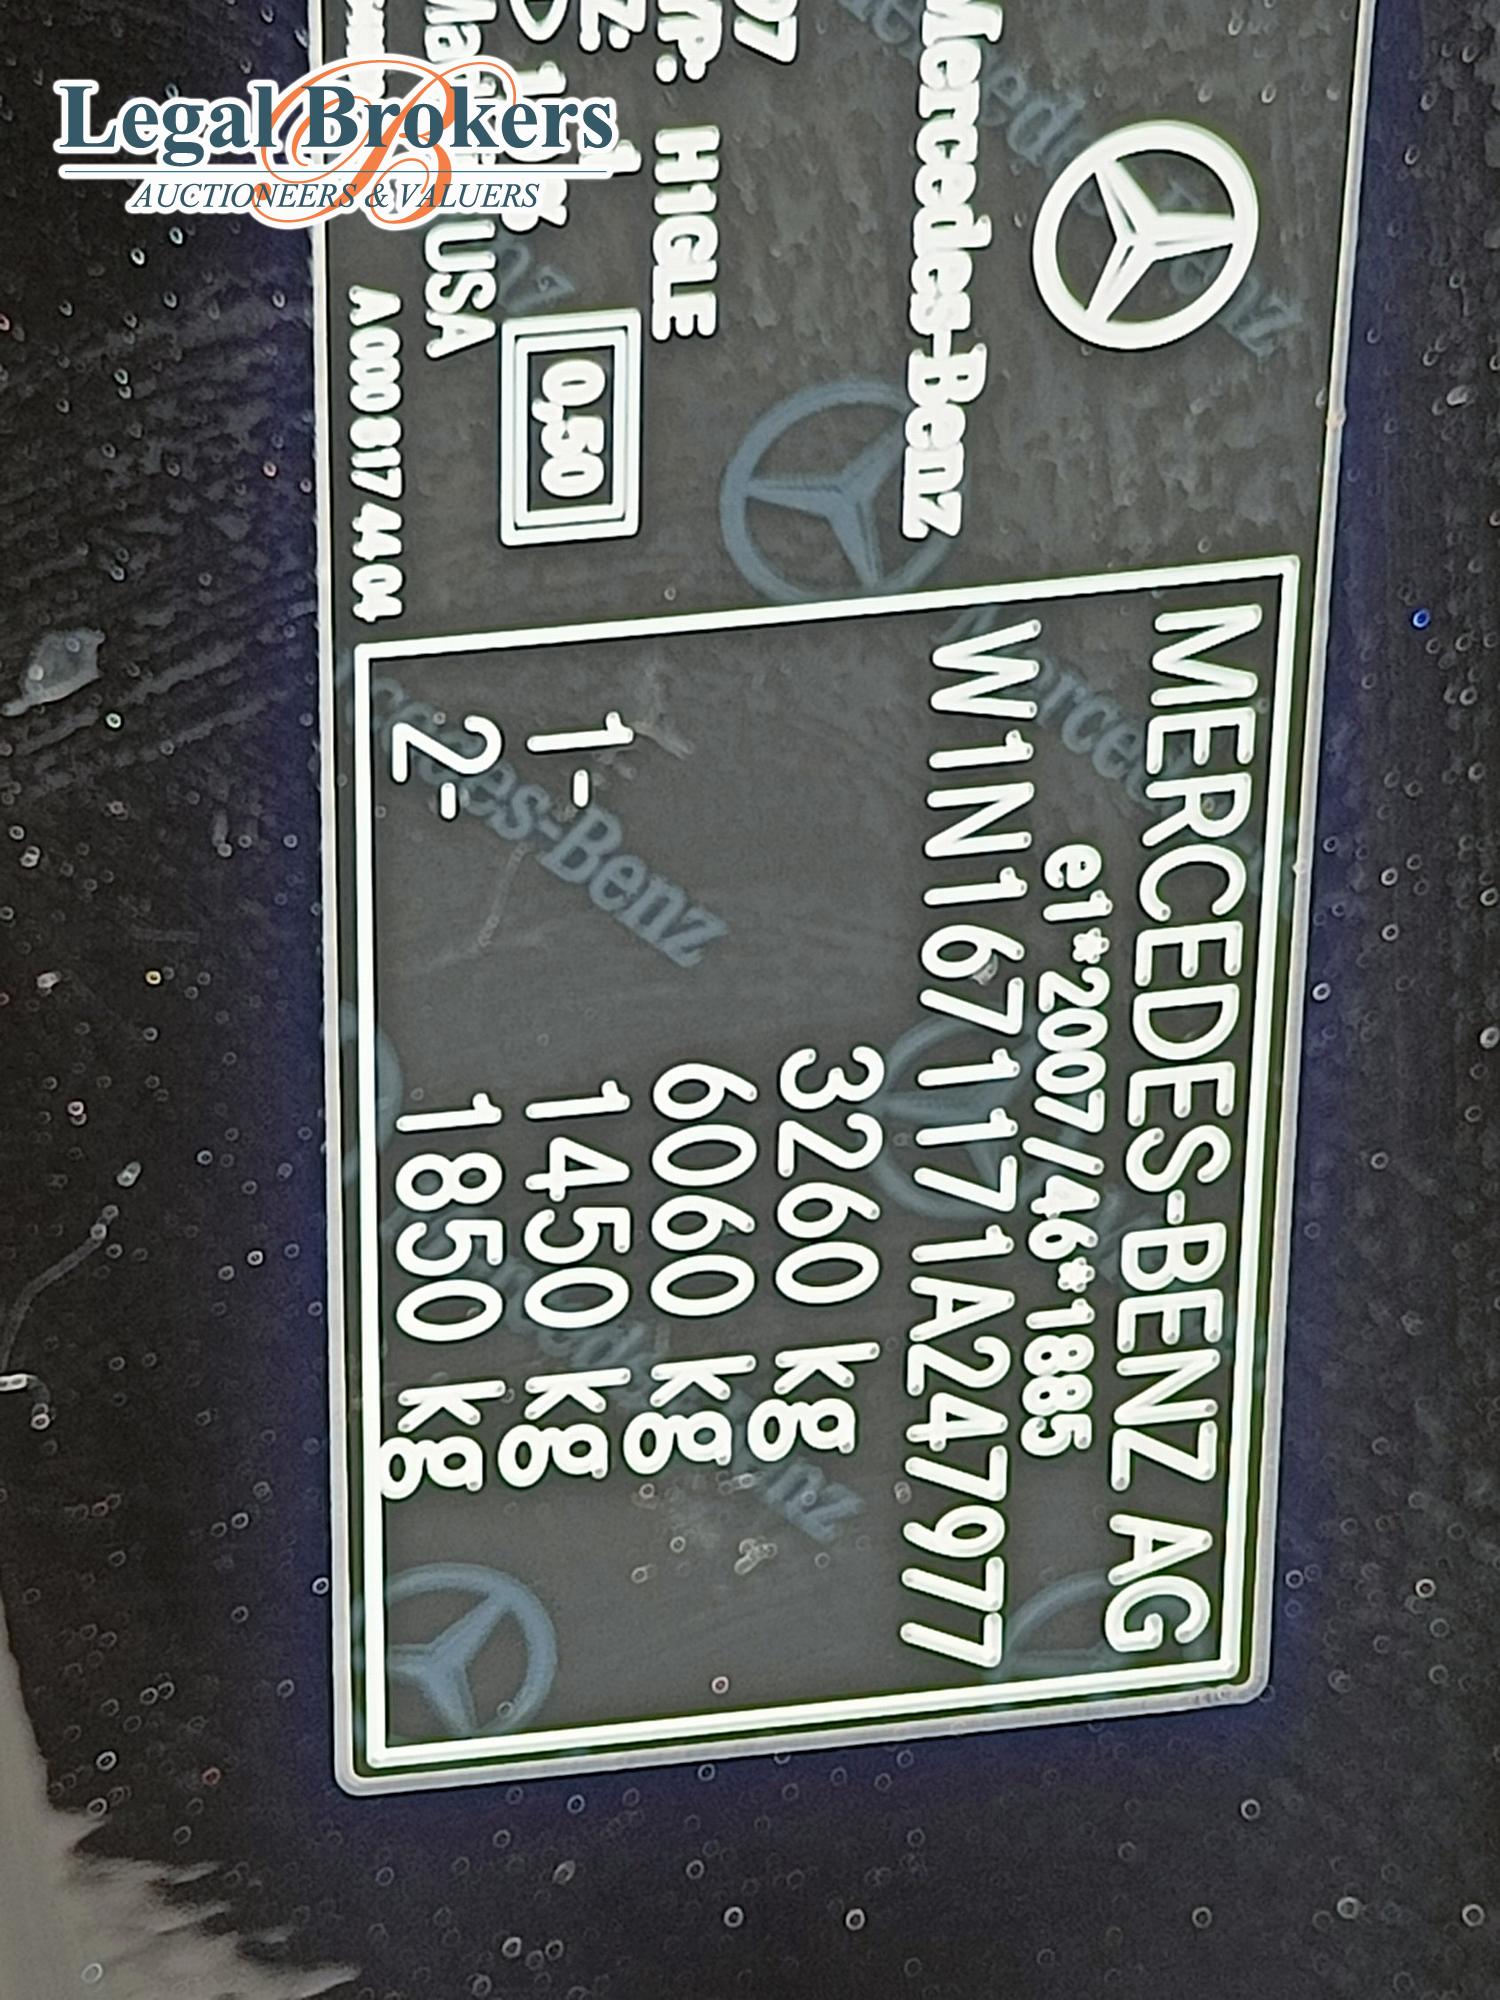 Legal Brokers
AUCTIONEERS & VALUERS
Mercedes-Benz
H1GLE
0,50
USA
A 000 817 44 04
MERCEDES-BENZ AG
e1*2007/46*1885
W1N1671171A247977
3260 kg
6060 kg
1- 1450 kg
2- 1850 kg